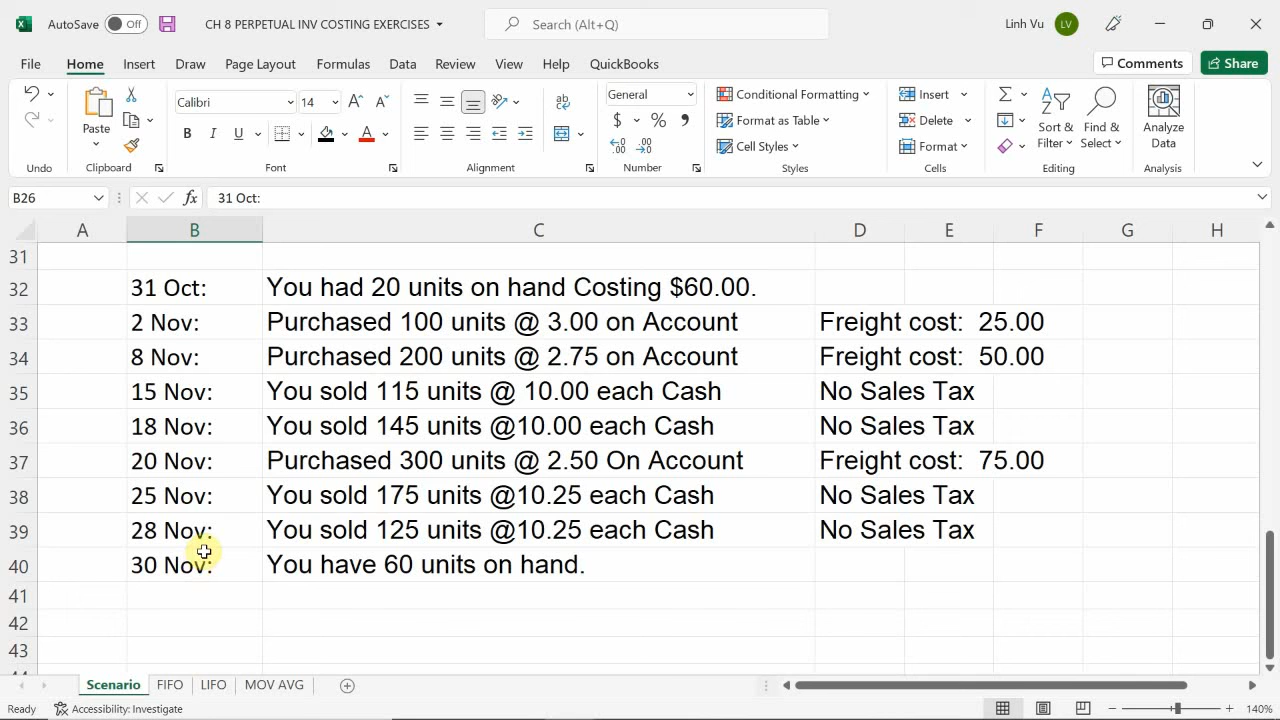 AutoSave Off CH 8 PERPETUAL INV COSTING EXERCISES Search (Alt+Q) Linh Vu LV
File Home Insert Draw Page Layout Formulas Data Review View Help QuickBooks Comments Share
Calibri 14 General Conditional Formatting Insert
Paste B I U Format as Table Delete Sort & Filter Find & Select Analyze Data
Cell Styles Format
Undo Clipboard Font Alignment Number Styles Cells Editing Analysis
B26 fx 31 Oct:
A B C D E F G H
31
32 31 Oct: You had 20 units on hand Costing $60.00.
33 2 Nov: Purchased 100 units @ 3.00 on Account Freight cost: 25.00
34 8 Nov: Purchased 200 units @ 2.75 on Account Freight cost: 50.00
35 15 Nov: You sold 115 units @ 10.00 each Cash No Sales Tax
36 18 Nov: You sold 145 units @10.00 each Cash No Sales Tax
37 20 Nov: Purchased 300 units @ 2.50 On Account Freight cost: 75.00
38 25 Nov: You sold 175 units @10.25 each Cash No Sales Tax
39 28 Nov: You sold 125 units @10.25 each Cash No Sales Tax
40 30 Nov: You have 60 units on hand.
41
42
43
Scenario FIFO LIFO MOV AVG
Ready Accessibility: Investigate 140%